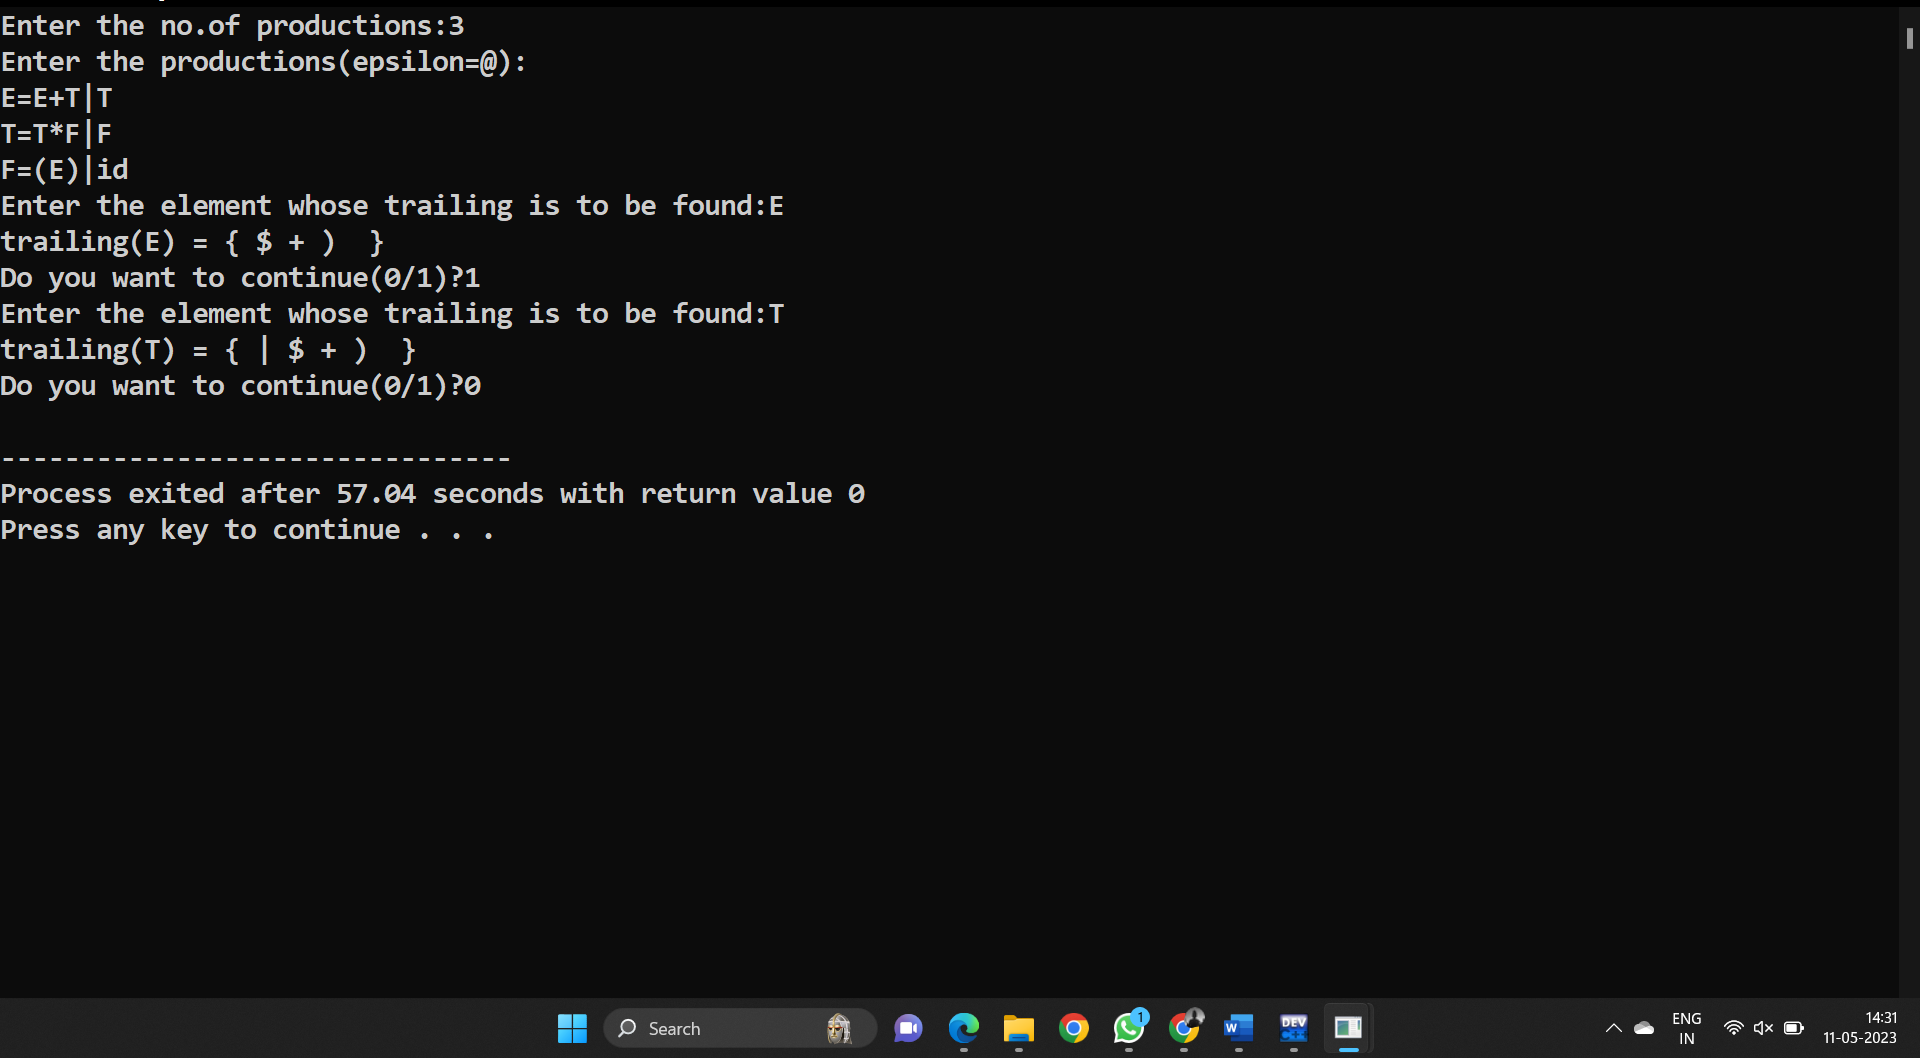 Enter the no.of productions:3
Enter the productions(epsilon=@):
E=E+T|T
T=T*F|F
F=(E)|id
Enter the element whose trailing is to be found:E
trailing(E) = { $ + )  }
Do you want to continue(0/1)?1
Enter the element whose trailing is to be found:T
trailing(T) = { | $ + )  }
Do you want to continue(0/1)?0
--------------------------------
Process exited after 57.04 seconds with return value 0
Press any key to continue . . .
Search
1
W
DEV
C++
ENG
IN
14:31
11-05-2023